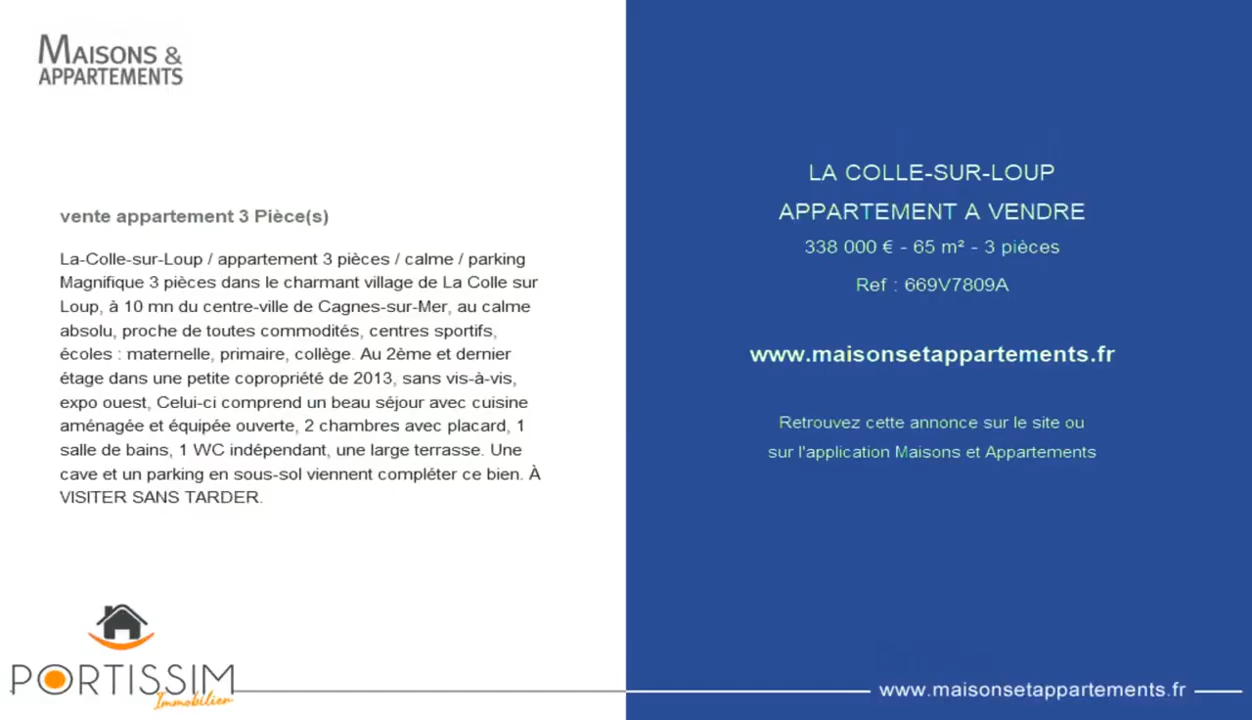 MAISONS &
APPARTEMENTS
vente appartement 3 Pièce(s)
La-Colle-sur-Loup / appartement 3 pièces / calme / parking
Magnifique 3 pièces dans le charmant village de La Colle sur
Loup, à 10 mn du centre-ville de Cagnes-sur-Mer, au calme
absolu, proche de toutes commodités, centres sportifs,
écoles : maternelle, primaire, collège. Au 2ème et dernier
étage dans une petite copropriété de 2013, sans vis-à-vis,
expo ouest, Celui-ci comprend un beau séjour avec cuisine
aménagée et équipée ouverte, 2 chambres avec placard, 1
salle de bains, 1 WC indépendant, une large terrasse. Une
cave et un parking en sous-sol viennent compléter ce bien. À
VISITER SANS TARDER.
PORTISSIM
Immobilier
LA COLLE-SUR-LOUP
APPARTEMENT A VENDRE
338 000 € - 65 m² - 3 pièces
Ref : 669V7809A
www.maisonsetappartements.fr
Retrouvez cette annonce sur le site ou
sur l'application Maisons et Appartements
www.maisonsetappartements.fr